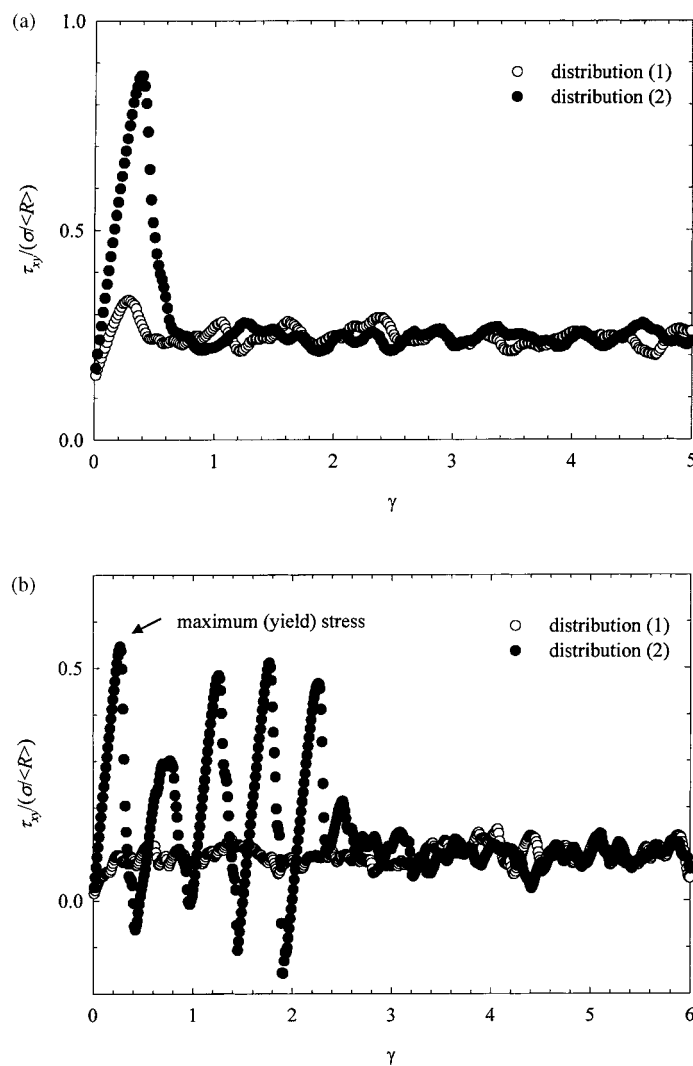 (a)
1.0
0.5
0.0
τxy/(σ/<R>)
distribution (1)
distribution (2)
0 1 2 3 4 5
γ
(b)
0.5
0.0
τxy/(σ/<R>)
maximum (yield) stress
distribution (1)
distribution (2)
0 1 2 3 4 5 6
γ